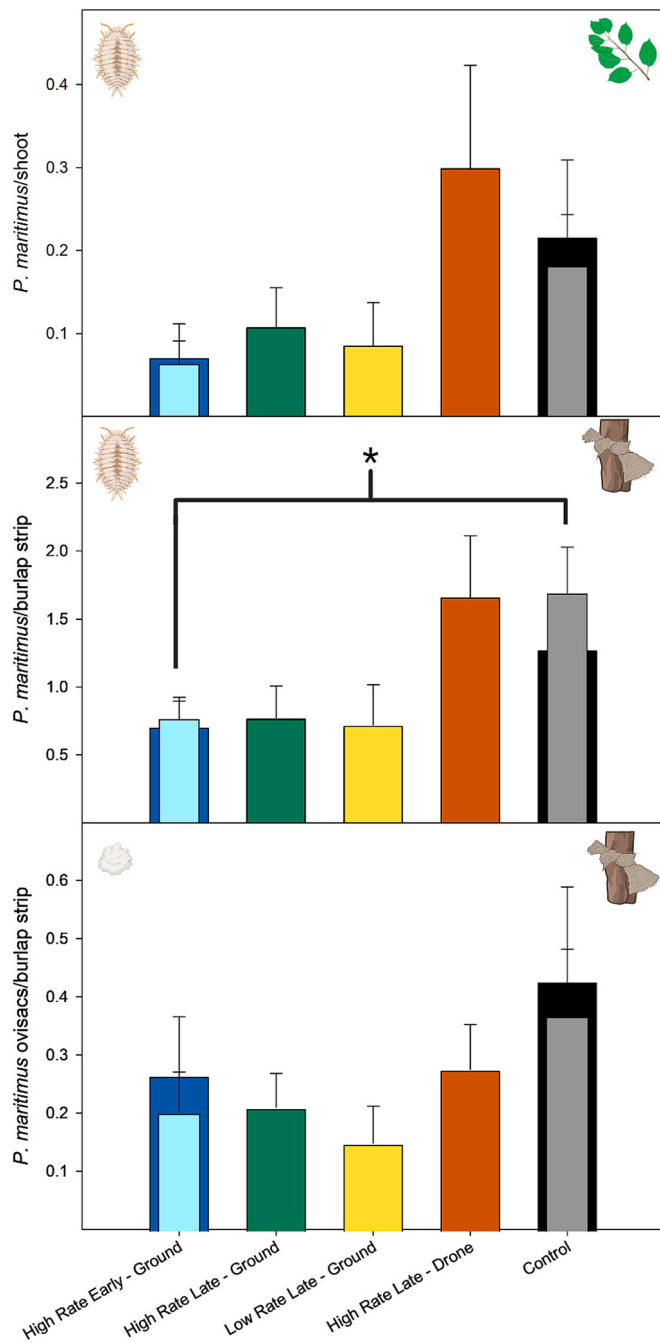 P. maritimus/shoot
0.4
0.3
0.2
0.1
P. maritimus/burlap strip
2.5
2.0
1.5
1.0
0.5
*
P. maritimus ovisacs/burlap strip
0.6
0.5
0.4
0.3
0.2
0.1
High Rate Early - Ground
High Rate Late - Ground
Low Rate Late - Ground
High Rate Late - Drone
Control